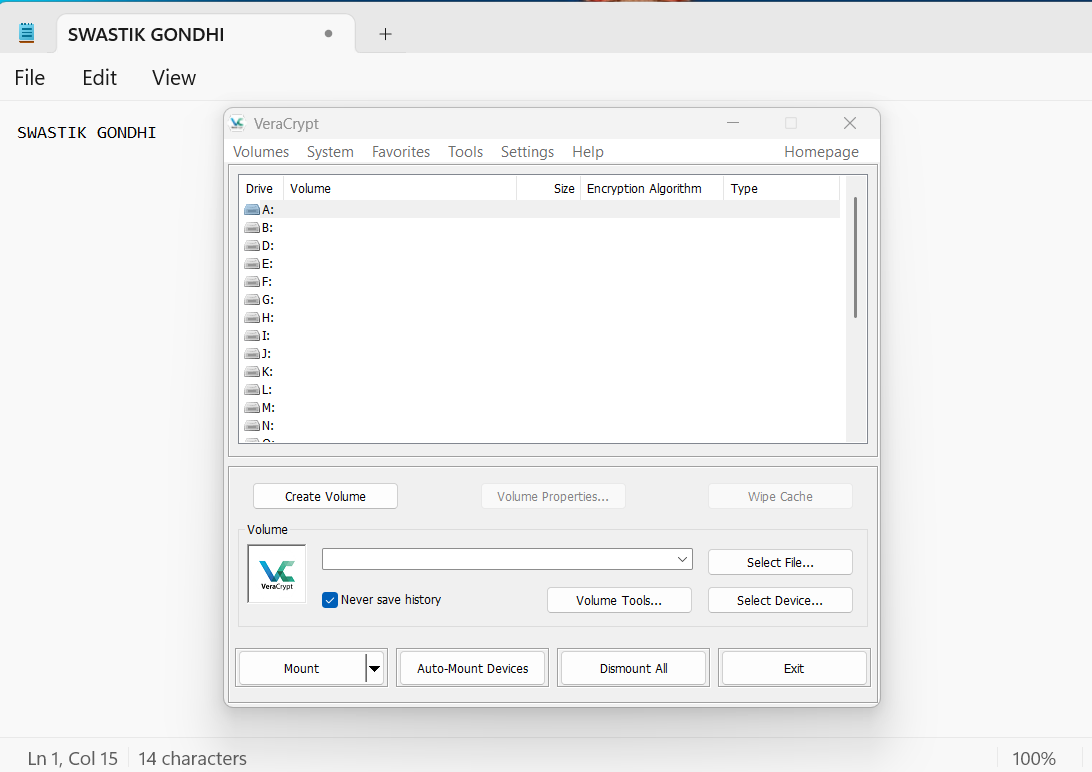 SWASTIK GONDHI
File Edit View
SWASTIK GONDHI
VeraCrypt
Volumes System Favorites Tools Settings Help Homepage
Drive Volume Size Encryption Algorithm Type
A:
B:
D:
E:
F:
G:
H:
I:
J:
K:
L:
M:
N:
Create Volume Volume Properties... Wipe Cache
Volume
VeraCrypt
Select File...
Never save history Volume Tools... Select Device...
Mount Auto-Mount Devices Dismount All Exit
Ln 1, Col 15 14 characters 100%